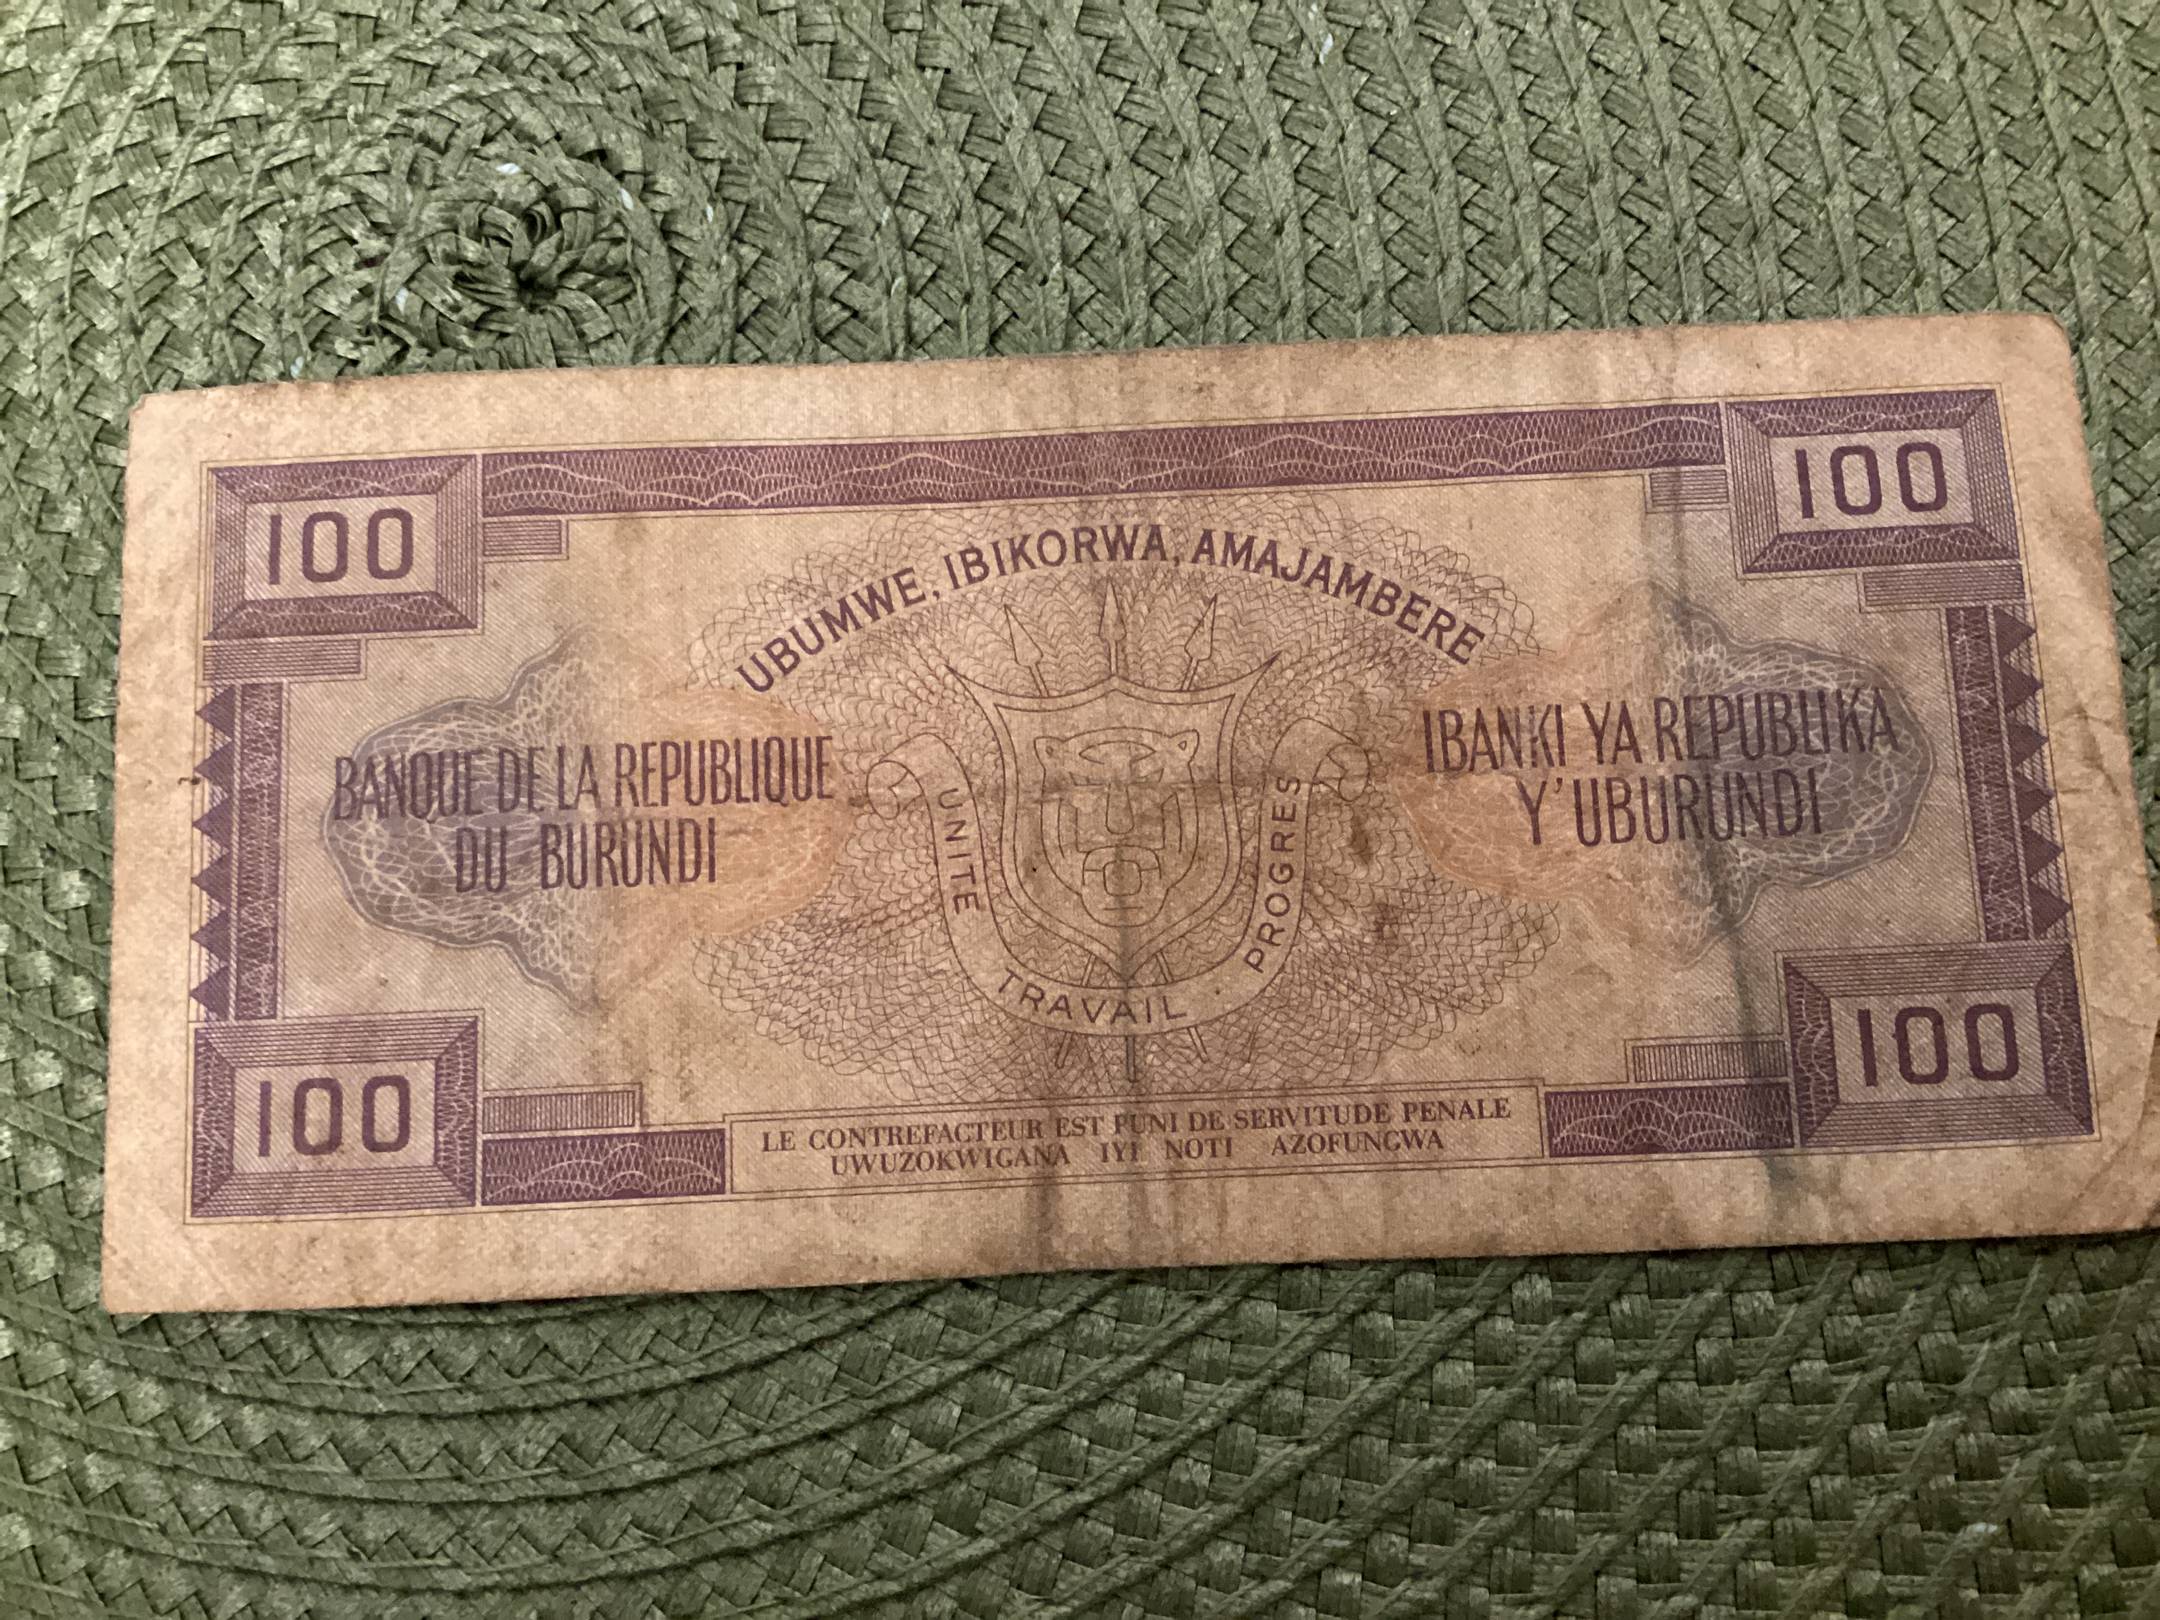 100
100
UBUMWE, IBIKORWA, AMAJAMBERE
BANQUE DE LA REPUBLIQUE
DU BURUNDI
UNITE
TRAVAIL
PROGRES
IBANKI YA REPUBLIKA
Y'UBURUNDI
100
100
LE CONTREFACTEUR EST PUNI DE SERVITUDE PENALE
UWUZOKWIGANA IYI NOTI AZOFUNGWA